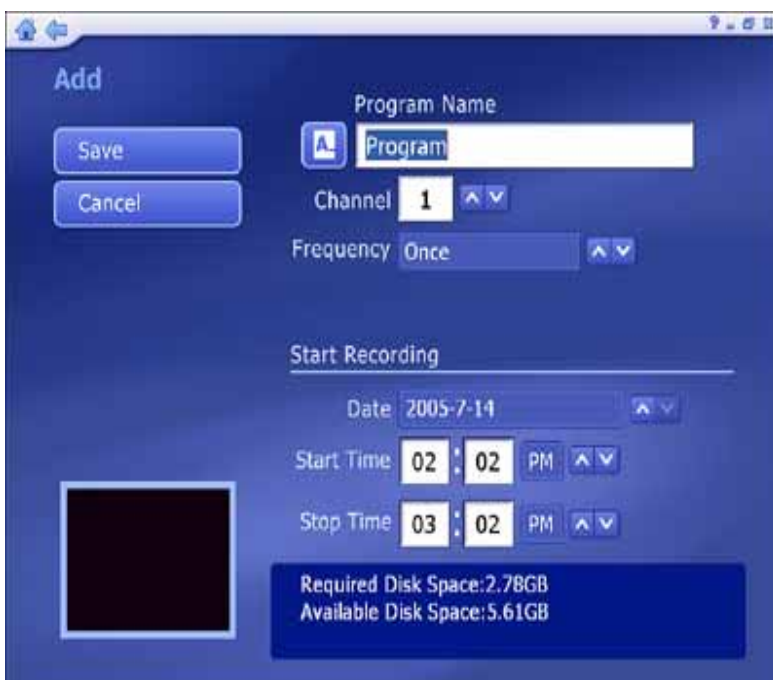 Add
Save
Cancel
Program Name
A_
Program
Channel 1
Frequency Once
Start Recording
Date 2005-7-14
Start Time 02 : 02 PM
Stop Time 03 : 02 PM
Required Disk Space:2.78GB
Available Disk Space:5.61GB